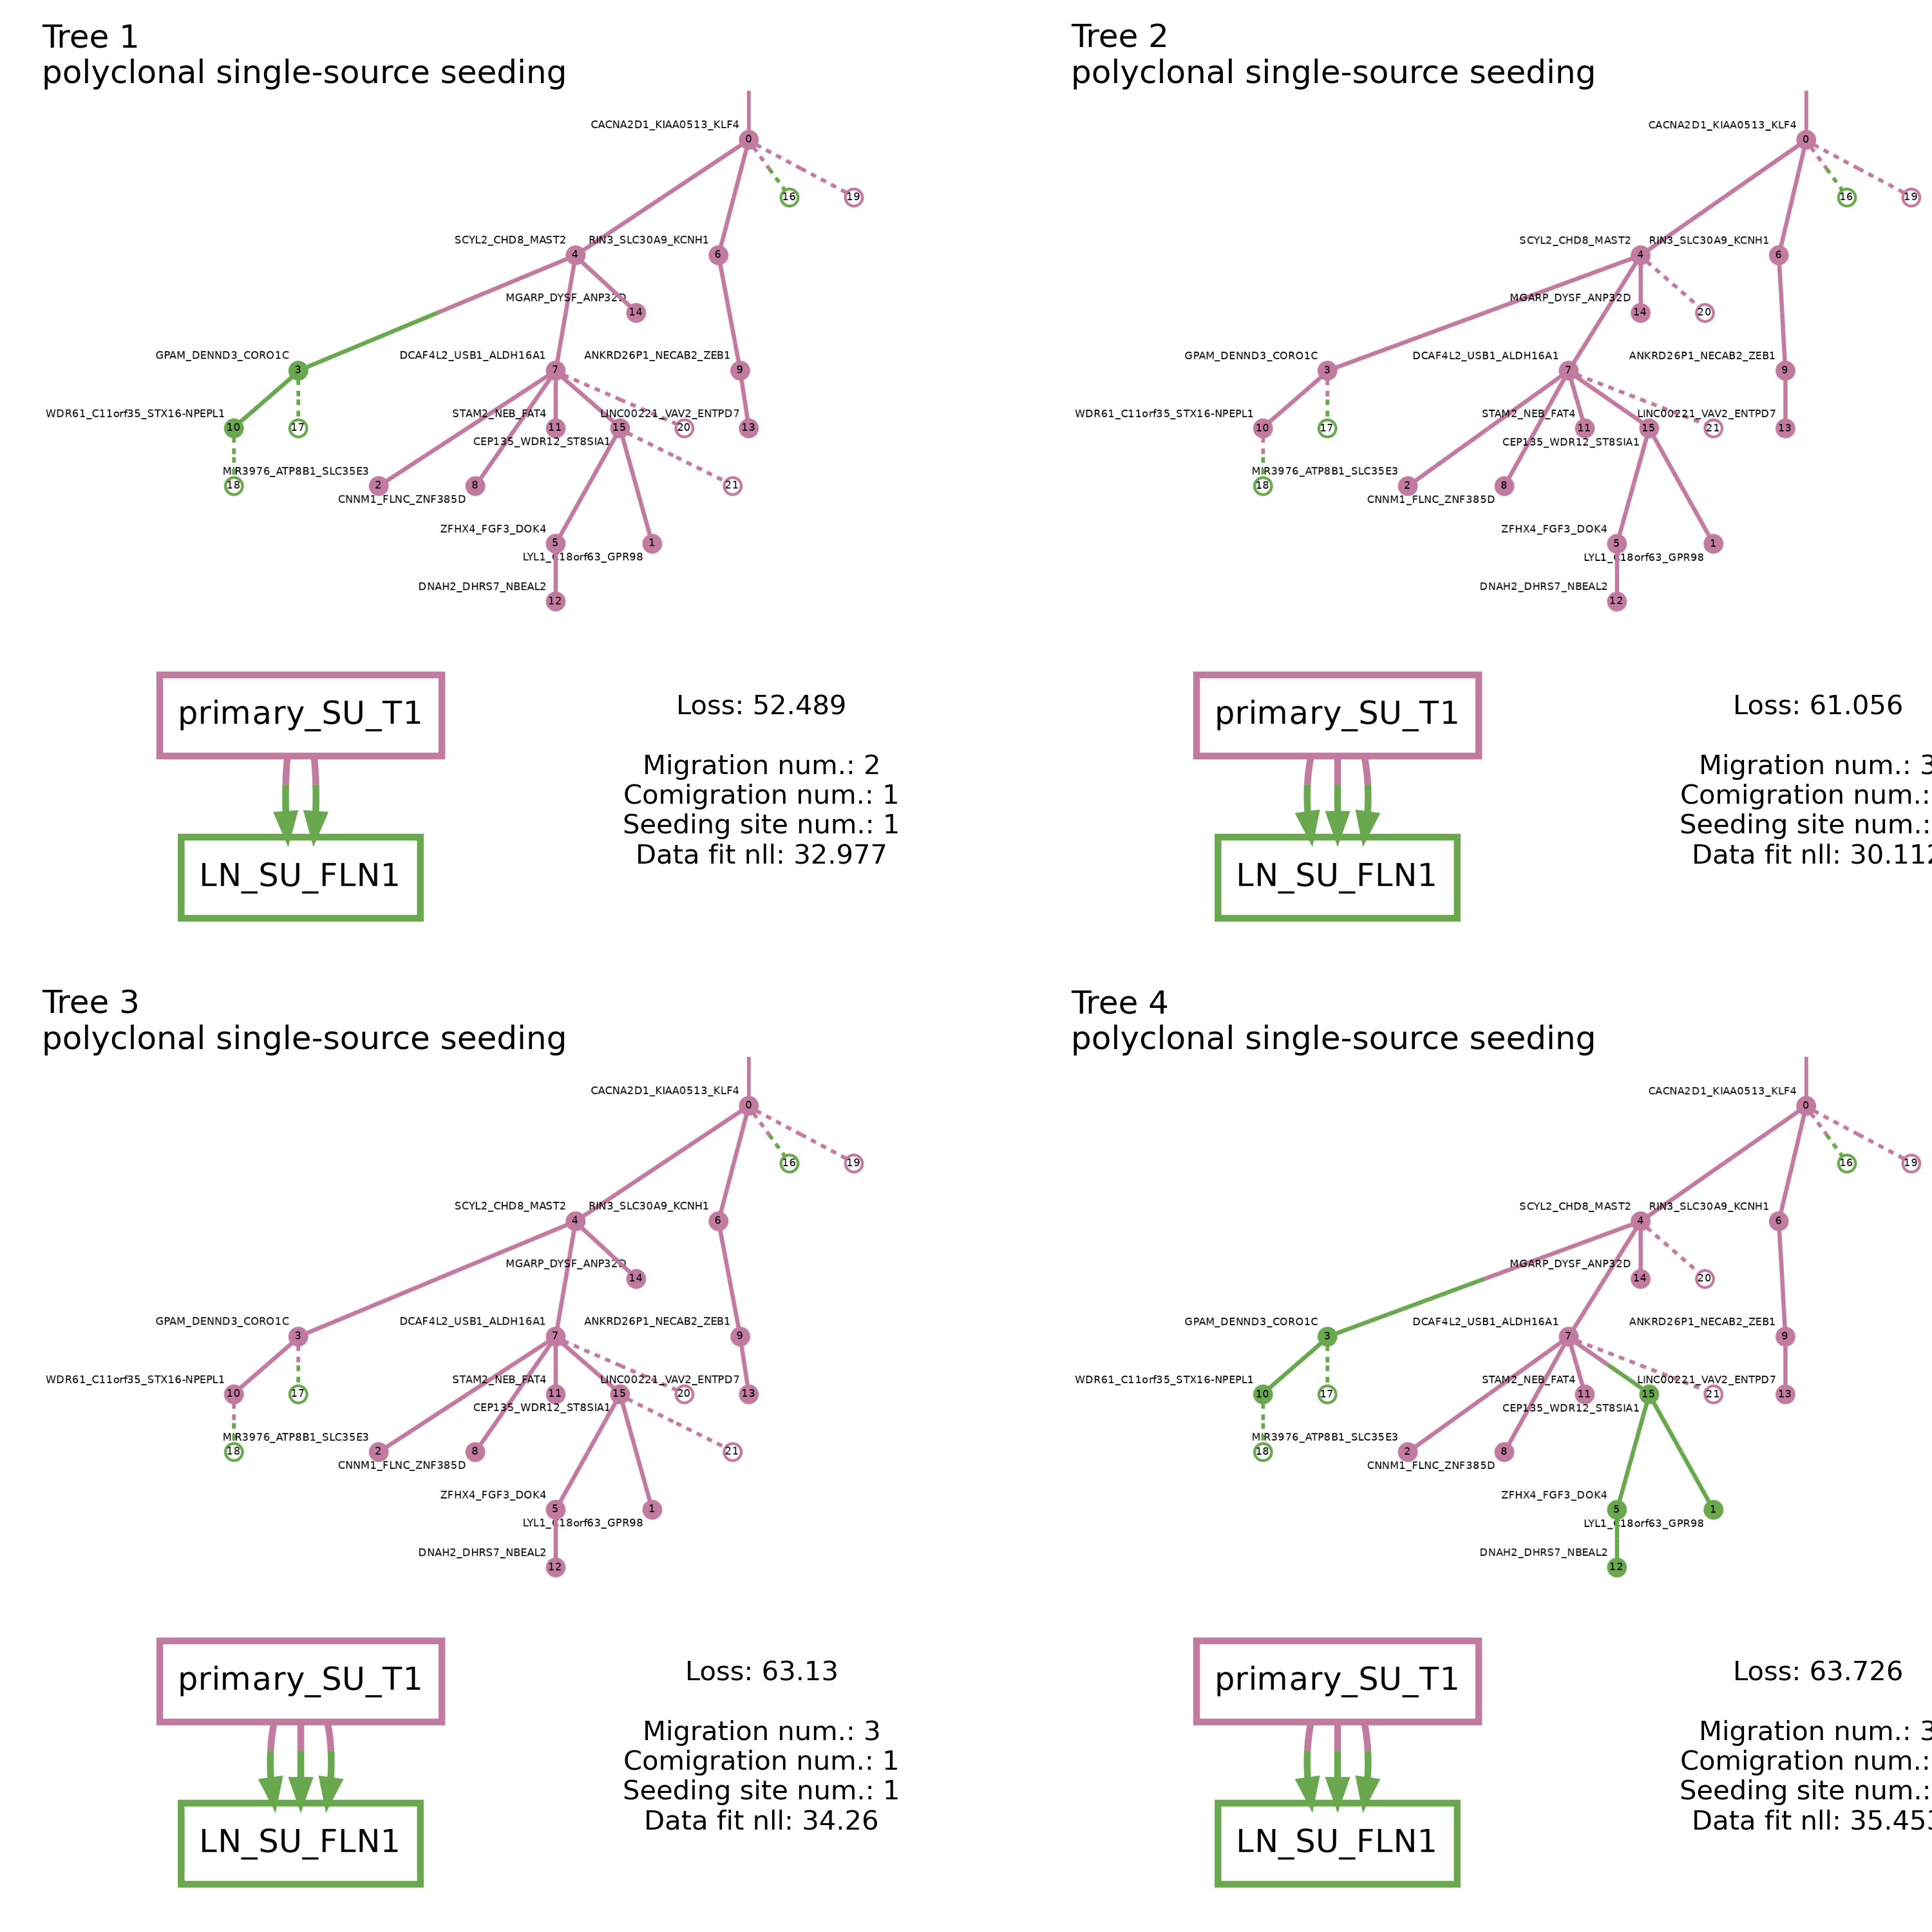 Tree 1
polyclonal single-source seeding
CACNA2D1_KIAA0513_KLF4
0
16
19
SCYL2_CHD8_MAST2
4
RIN3_SLC30A9_KCNH1
6
MGARP_DYSF_ANP32D
14
GPAM_DENND3_CORO1C
3
DCAF4L2_USB1_ALDH16A1
7
ANKRD26P1_NECAB2_ZEB1
9
WDR61_C11orf35_STX16-NPEPL1
10
17
STAM2_NEB_FAT4
11
LINC00221_VAV2_ENTPD7
15
20
13
CEP135_WDR12_ST8SIA1
MIR3976_ATP8B1_SLC35E3
18
2
8
21
CNNM1_FLNC_ZNF385D
ZFHX4_FGF3_DOK4
5
1
LYL1_C18orf63_GPR98
DNAH2_DHRS7_NBEAL2
12
primary_SU_T1
LN_SU_FLN1
Loss: 52.489
Migration num.: 2
Comigration num.: 1
Seeding site num.: 1
Data fit nll: 32.977
Tree 2
polyclonal single-source seeding
CACNA2D1_KIAA0513_KLF4
0
16
19
SCYL2_CHD8_MAST2
4
RIN3_SLC30A9_KCNH1
6
MGARP_DYSF_ANP32D
14
20
GPAM_DENND3_CORO1C
3
DCAF4L2_USB1_ALDH16A1
7
ANKRD26P1_NECAB2_ZEB1
9
WDR61_C11orf35_STX16-NPEPL1
10
17
STAM2_NEB_FAT4
11
LINC00221_VAV2_ENTPD7
15
21
13
CEP135_WDR12_ST8SIA1
MIR3976_ATP8B1_SLC35E3
18
2
8
CNNM1_FLNC_ZNF385D
ZFHX4_FGF3_DOK4
5
1
LYL1_C18orf63_GPR98
DNAH2_DHRS7_NBEAL2
12
primary_SU_T1
LN_SU_FLN1
Loss: 61.056
Migration num.: 3
Comigration num.:
Seeding site num.:
Data fit nll: 30.112
Tree 3
polyclonal single-source seeding
CACNA2D1_KIAA0513_KLF4
0
16
19
SCYL2_CHD8_MAST2
4
RIN3_SLC30A9_KCNH1
6
MGARP_DYSF_ANP32D
14
GPAM_DENND3_CORO1C
3
DCAF4L2_USB1_ALDH16A1
7
ANKRD26P1_NECAB2_ZEB1
9
WDR61_C11orf35_STX16-NPEPL1
10
17
STAM2_NEB_FAT4
11
LINC00221_VAV2_ENTPD7
15
20
13
CEP135_WDR12_ST8SIA1
MIR3976_ATP8B1_SLC35E3
18
2
8
21
CNNM1_FLNC_ZNF385D
ZFHX4_FGF3_DOK4
5
1
LYL1_C18orf63_GPR98
DNAH2_DHRS7_NBEAL2
12
primary_SU_T1
LN_SU_FLN1
Loss: 63.13
Migration num.: 3
Comigration num.: 1
Seeding site num.: 1
Data fit nll: 34.26
Tree 4
polyclonal single-source seeding
CACNA2D1_KIAA0513_KLF4
0
16
19
SCYL2_CHD8_MAST2
4
RIN3_SLC30A9_KCNH1
6
MGARP_DYSF_ANP32D
14
20
GPAM_DENND3_CORO1C
3
DCAF4L2_USB1_ALDH16A1
7
ANKRD26P1_NECAB2_ZEB1
9
WDR61_C11orf35_STX16-NPEPL1
10
17
STAM2_NEB_FAT4
11
LINC00221_VAV2_ENTPD7
15
21
13
CEP135_WDR12_ST8SIA1
MIR3976_ATP8B1_SLC35E3
18
2
8
CNNM1_FLNC_ZNF385D
ZFHX4_FGF3_DOK4
5
1
LYL1_C18orf63_GPR98
DNAH2_DHRS7_NBEAL2
12
primary_SU_T1
LN_SU_FLN1
Loss: 63.726
Migration num.: 3
Comigration num.:
Seeding site num.:
Data fit nll: 35.453